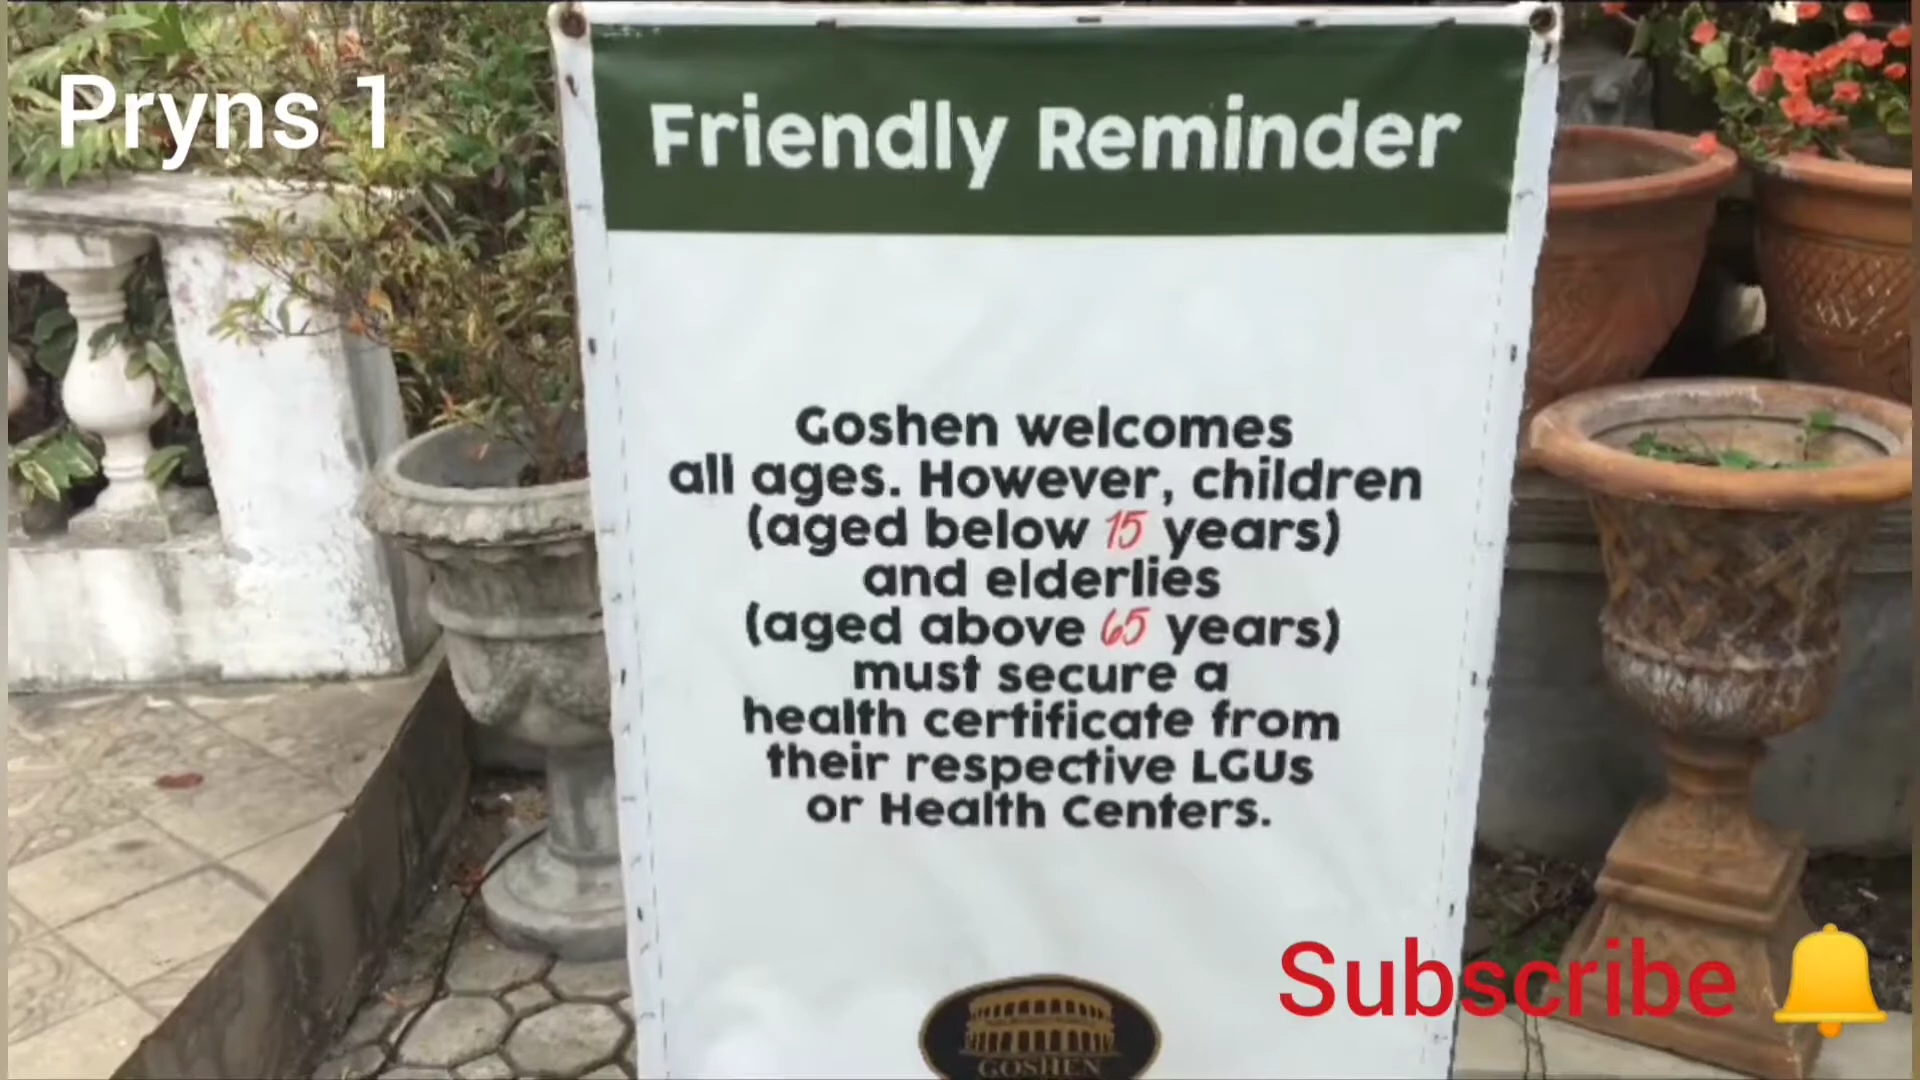 Pryns 1
Friendly Reminder
Goshen welcomes
all ages. However, children
(aged below 15 years)
and elderlies
(aged above 65 years)
must secure a
health certificate from
their respective LGUs
or Health Centers.
Subscribe
GOSHEN